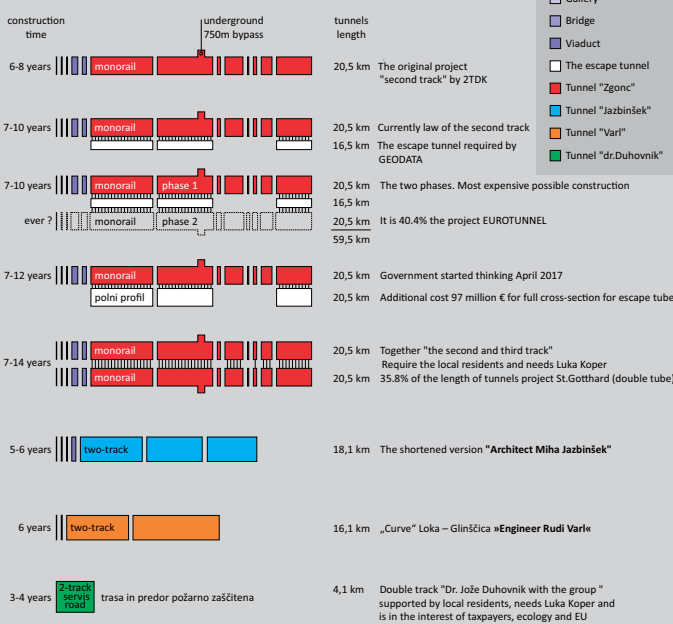 Gallery
construction time
underground 750m bypass
tunnels length
Bridge
Viaduct
The escape tunnel
Tunnel "Zgonc"
Tunnel "Jazbinšek"
Tunnel "Varl"
Tunnel "dr.Duhovnik"
6-8 years monorail 20,5 km The original project
"second track" by 2TDK
7-10 years monorail 20,5 km Currently law of the second track
16,5 km The escape tunnel required by
GEODATA
7-10 years monorail phase 1 20,5 km The two phases. Most expensive possible construction
16,5 km
ever ? monorail phase 2 20,5 km It is 40.4% the project EUROTUNNEL
59,5 km
7-12 years monorail 20,5 km Government started thinking April 2017
polni profil 20,5 km Additional cost 97 million € for full cross-section for escape tube
7-14 years
monorail 20,5 km Together "the second and third track"
Require the local residents and needs Luka Koper
monorail 20,5 km 35.8% of the length of tunnels project St.Gotthard (double tube)
5-6 years two-track 18,1 km The shortened version "Architect Miha Jazbinšek"
6 years two-track 16,1 km „Curve“ Loka – Glinščica »Engineer Rudi Varl«
3-4 years 2-track servis road trasa in predor požarno zaščitena 4,1 km Double track "Dr. Jože Duhovnik with the group "
supported by local residents, needs Luka Koper and
is in the interest of taxpayers, ecology and EU